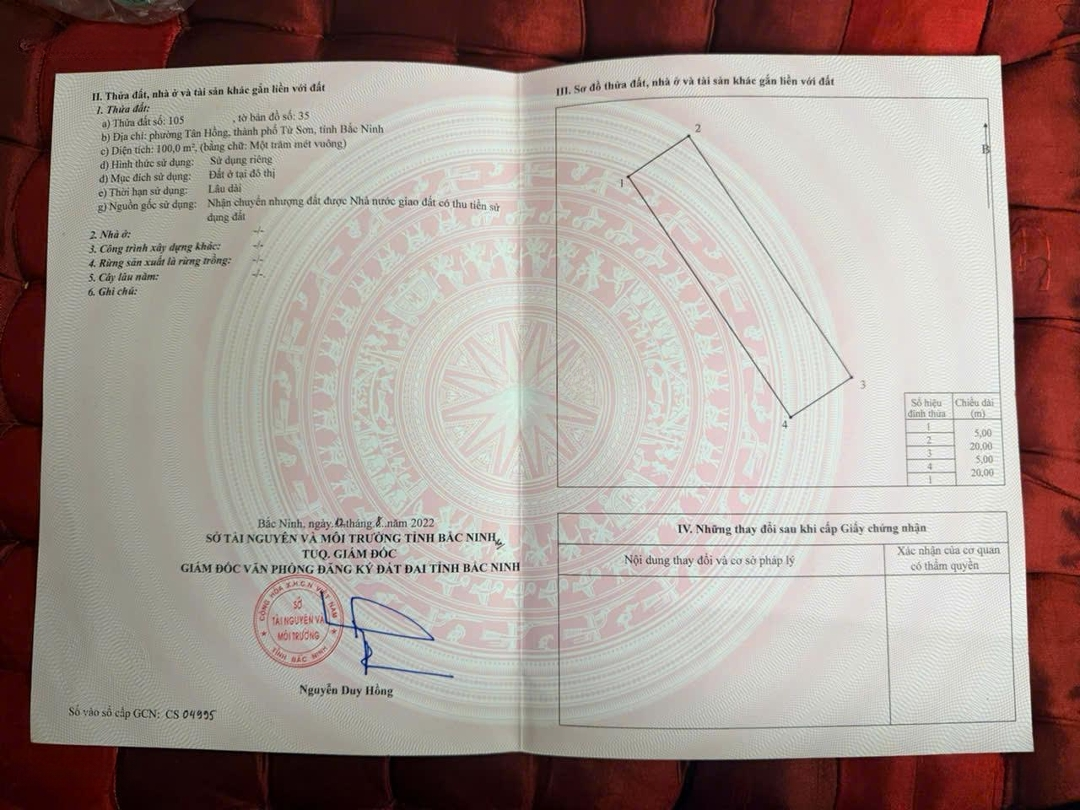 II. Thửa đất, nhà ở và tài sản khác gắn liền với đất
1. Thửa đất:
a) Thửa đất số: 105 , tờ bản đồ số: 35
b) Địa chỉ: phường Tân Hồng, thành phố Từ Sơn, tỉnh Bắc Ninh
c) Diện tích: 100,0 m², (bằng chữ: Một trăm mét vuông)
d) Hình thức sử dụng: Sử dụng riêng
đ) Mục đích sử dụng: Đất ở tại đô thị
e) Thời hạn sử dụng: Lâu dài
g) Nguồn gốc sử dụng: Nhận chuyển nhượng đất được Nhà nước giao đất có thu tiền sử
dụng đất
2. Nhà ở: -/-
3. Công trình xây dựng khác: -/-
4. Rừng sản xuất là rừng trồng: -/-
5. Cây lâu năm: -/-
6. Ghi chú:
Bắc Ninh, ngày tháng 8 năm 2022
SỞ TÀI NGUYÊN VÀ MÔI TRƯỜNG TỈNH BẮC NINH
TUQ. GIÁM ĐỐC
GIÁM ĐỐC VĂN PHÒNG ĐĂNG KÝ ĐẤT ĐAI TỈNH BẮC NINH
CỘNG HÒA X.H.C.N VIỆT NAM
SỞ
TÀI NGUYÊN VÀ
MÔI TRƯỜNG
TỈNH BẮC NINH
Nguyễn Duy Hồng
Số vào sổ cấp GCN: CS 04995
III. Sơ đồ thửa đất, nhà ở và tài sản khác gắn liền với đất
B
2
1
3
4
Số hiệu đỉnh thửa Chiều dài (m)
1
5,00
2
20,00
3
5,00
4
20,00
1
IV. Những thay đổi sau khi cấp Giấy chứng nhận
Nội dung thay đổi và cơ sở pháp lý
Xác nhận của cơ quan
có thẩm quyền